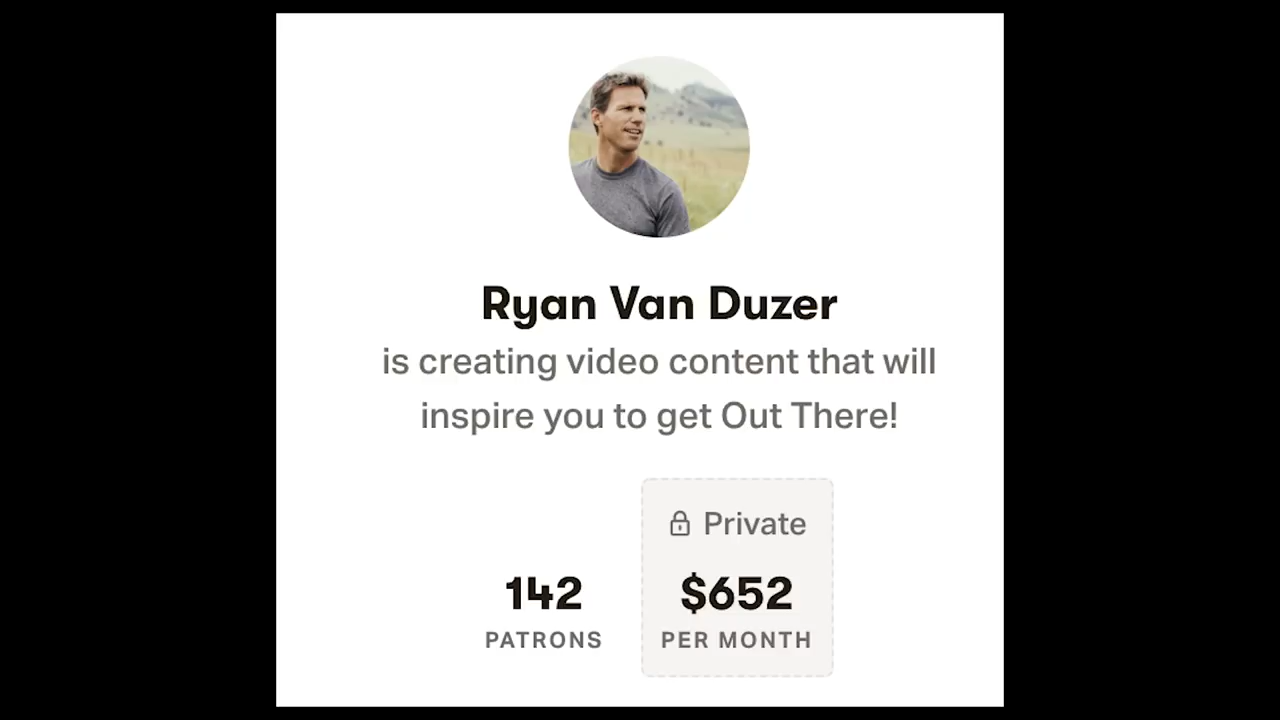 Ryan Van Duzer
is creating video content that will
inspire you to get Out There!
Private
142
$652
PATRONS
PER MONTH